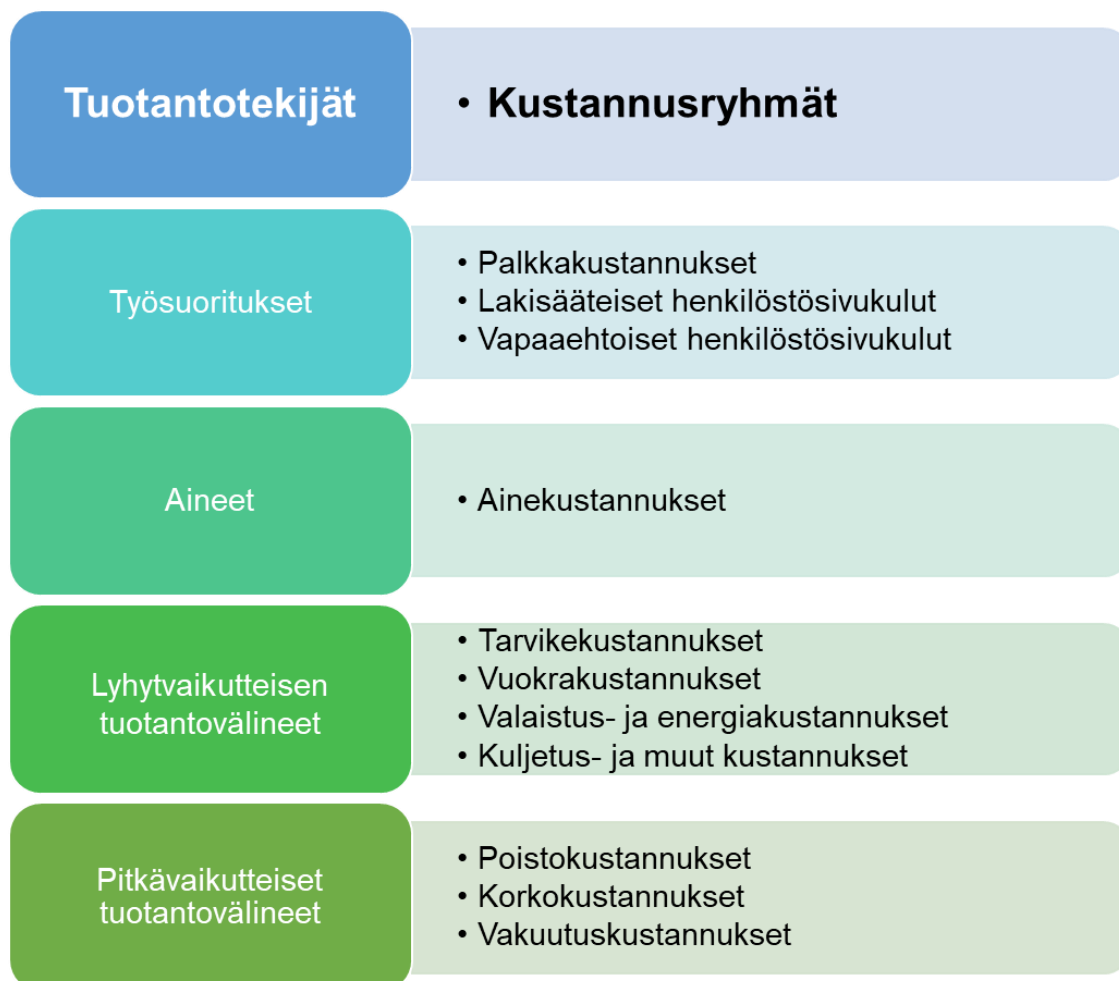 Tuotantotekijät
• Kustannusryhmät
Työsuoritukset
• Palkkakustannukset
• Lakisääteiset henkilöstösivukulut
• Vapaaehtoiset henkilöstösivukulut
Aineet
• Ainekustannukset
Lyhytvaikutteisen
tuotantovälineet
• Tarvikekustannukset
• Vuokrakustannukset
• Valaistus- ja energiakustannukset
• Kuljetus- ja muut kustannukset
Pitkävaikutteiset
tuotantovälineet
• Poistokustannukset
• Korkokustannukset
• Vakuutuskustannukset